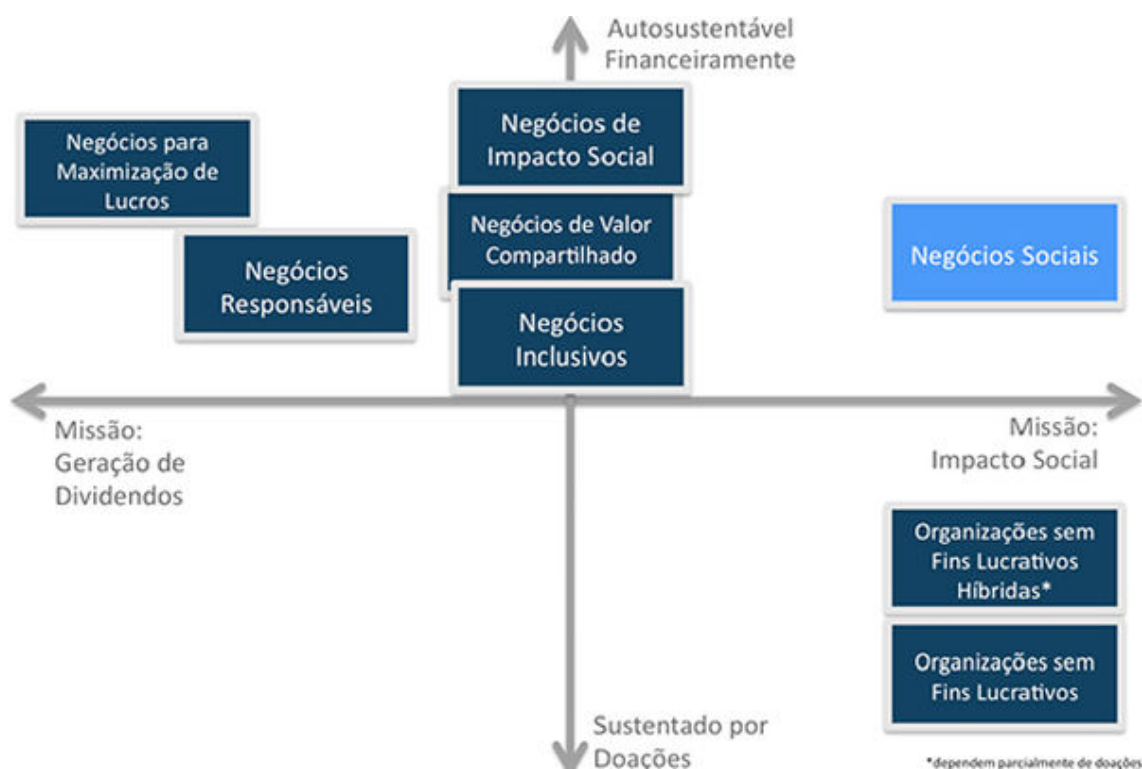 Autosustentável
Financeiramente
Negócios para
Maximização de
Lucros
Negócios de
Impacto Social
Negócios
Responsáveis
Negócios de Valor
Compartilhado
Negócios Sociais
Negócios
Inclusivos
Missão:
Geração de
Dividendos
Missão:
Impacto Social
Organizações sem
Fins Lucrativos
Híbridas*
Organizações sem
Fins Lucrativos
Sustentado por
Doações
*dependem parcialmente de doações